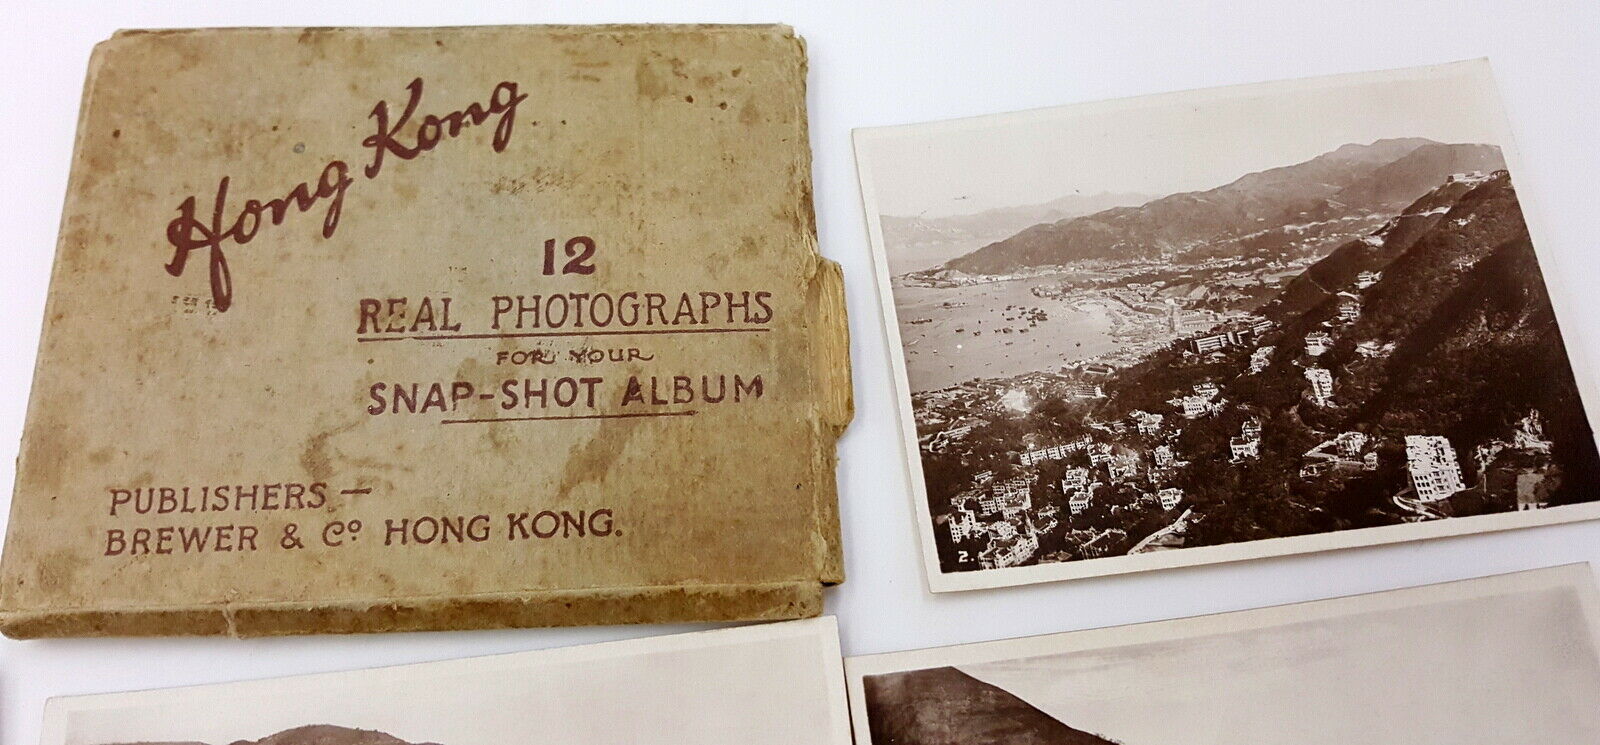 Hong Kong
12
REAL PHOTOGRAPHS
FOR YOUR
SNAP-SHOT ALBUM
PUBLISHERS —
BREWER & Cº HONG KONG.
2.